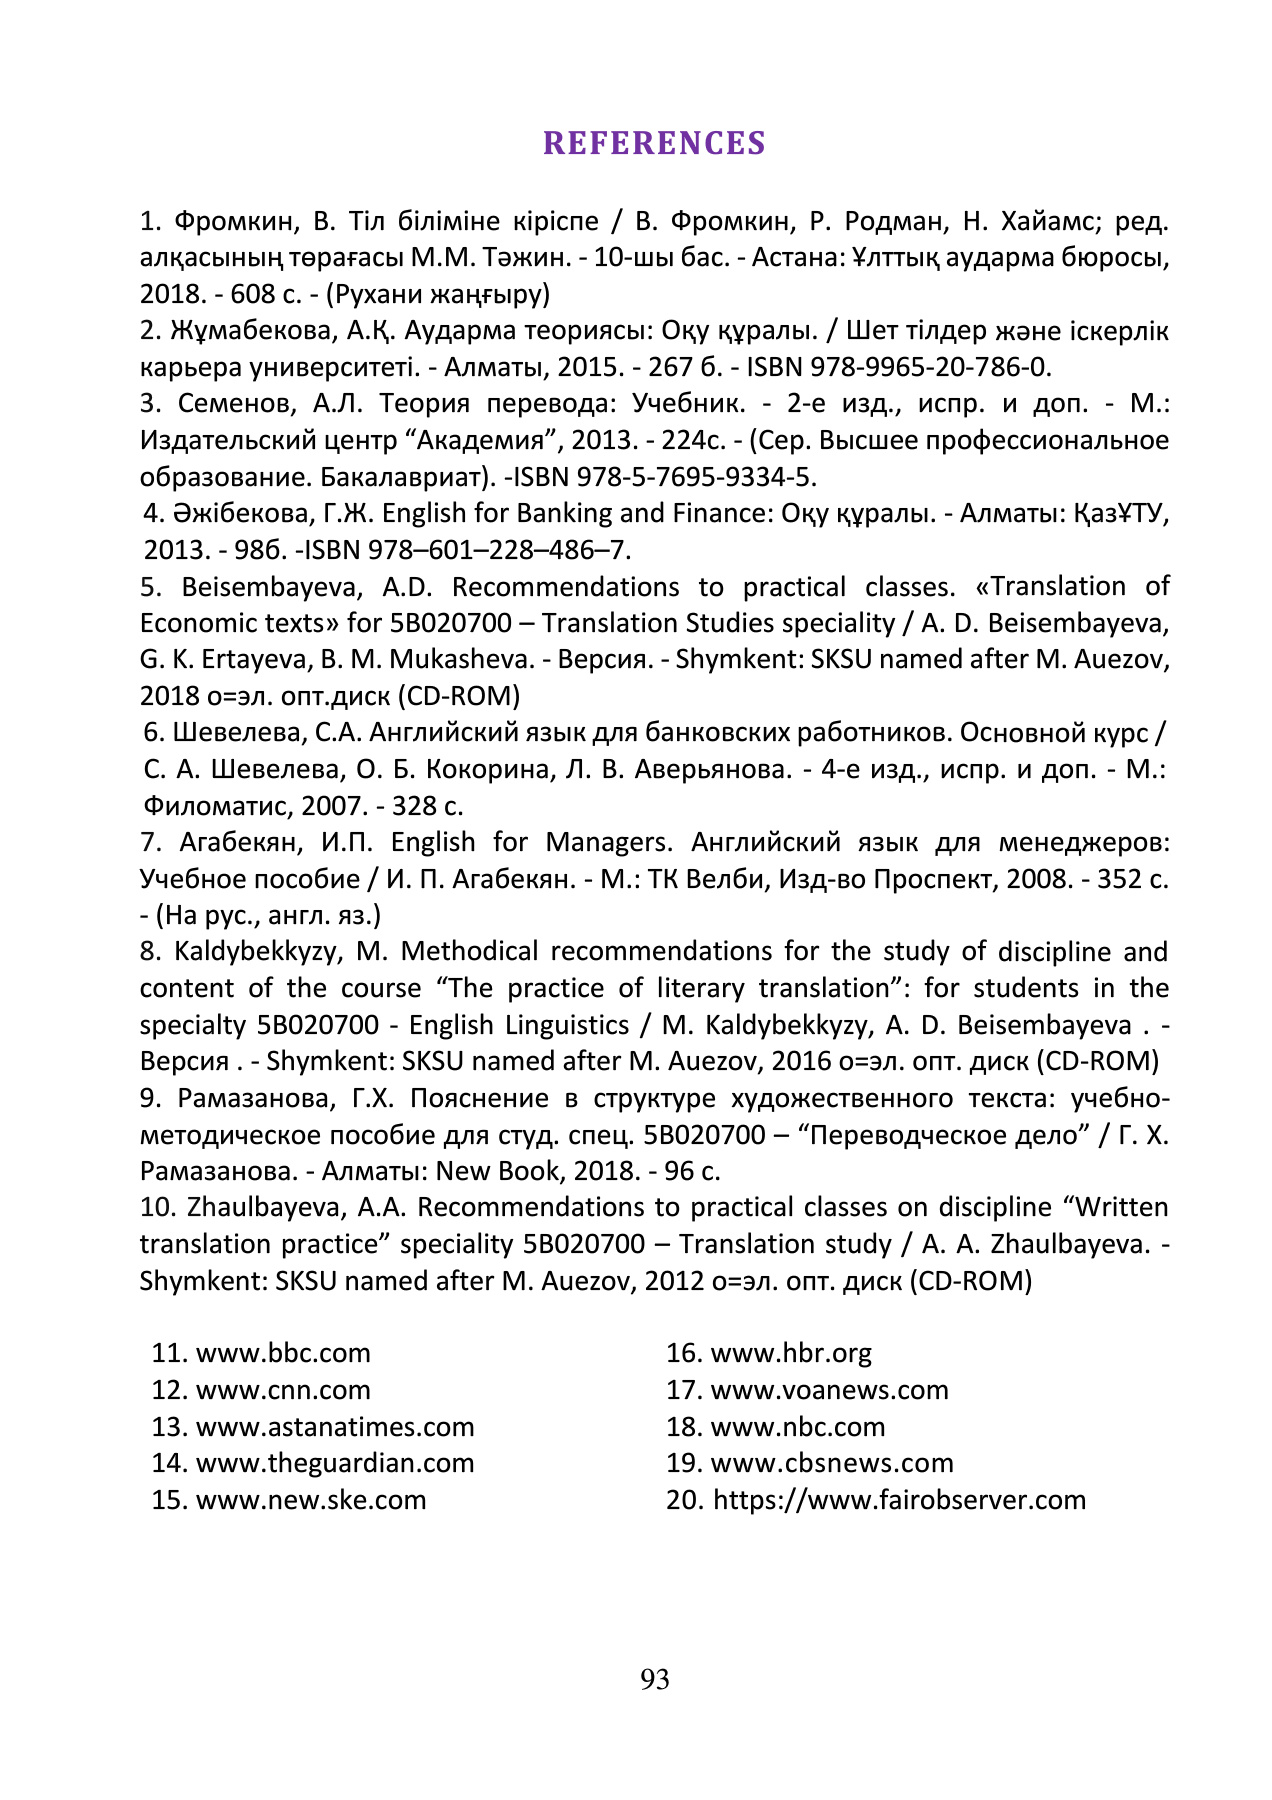 REFERENCES
1. Фромкин, В. Тіл біліміне кіріспе / В. Фромкин, Р. Родман, Н. Хайамс; ред.
алқасының төрағасы М.М. Тәжин. - 10-шы бас. - Астана: Ұлттық аударма бюросы,
2018. - 608 с. - (Рухани жаңғыру)
2. Жұмабекова, А.Қ. Аударма теориясы: Оқу құралы. / Шет тілдер және іскерлік
карьера университеті. - Алматы, 2015. - 267 б. - ISBN 978-9965-20-786-0.
3. Семенов, А.Л. Теория перевода: Учебник. - 2-е изд., испр. и доп. - М.:
Издательский центр “Академия”, 2013. - 224с. - (Сер. Высшее профессиональное
образование. Бакалавриат). -ISBN 978-5-7695-9334-5.
4. Әжібекова, Г.Ж. English for Banking and Finance: Оқу құралы. - Алматы: ҚазҰТУ,
2013. - 98б. -ISBN 978–601–228–486–7.
5. Beisembayeva, A.D. Recommendations to practical classes. «Translation of
Economic texts» for 5B020700 – Translation Studies speciality / A. D. Beisembayeva,
G. K. Ertayeva, B. M. Mukasheva. - Версия. - Shymkent: SKSU named after M. Auezov,
2018 о=эл. опт.диск (CD-ROM)
6. Шевелева, С.А. Английский язык для банковских работников. Основной курс /
С. А. Шевелева, О. Б. Кокорина, Л. В. Аверьянова. - 4-е изд., испр. и доп. - М.:
Филоматис, 2007. - 328 с.
7. Агабекян, И.П. English for Managers. Английский язык для менеджеров:
Учебное пособие / И. П. Агабекян. - М.: ТК Велби, Изд-во Проспект, 2008. - 352 с.
- (На рус., англ. яз.)
8. Kaldybekkyzy, M. Methodical recommendations for the study of discipline and
content of the course “The practice of literary translation”: for students in the
specialty 5B020700 - English Linguistics / M. Kaldybekkyzy, A. D. Beisembayeva . -
Версия . - Shymkent: SKSU named after M. Auezov, 2016 о=эл. опт. диск (CD-ROM)
9. Рамазанова, Г.Х. Пояснение в структуре художественного текста: учебно-
методическое пособие для студ. спец. 5В020700 – “Переводческое дело” / Г. Х.
Рамазанова. - Алматы: New Book, 2018. - 96 с.
10. Zhaulbayeva, A.A. Recommendations to practical classes on discipline “Written
translation practice” speciality 5B020700 – Translation study / A. A. Zhaulbayeva. -
Shymkent: SKSU named after M. Auezov, 2012 о=эл. опт. диск (CD-ROM)
11. www.bbc.com
12. www.cnn.com
13. www.astanatimes.com
14. www.theguardian.com
15. www.new.ske.com
16. www.hbr.org
17. www.voanews.com
18. www.nbc.com
19. www.cbsnews.com
20. https://www.fairobserver.com
93